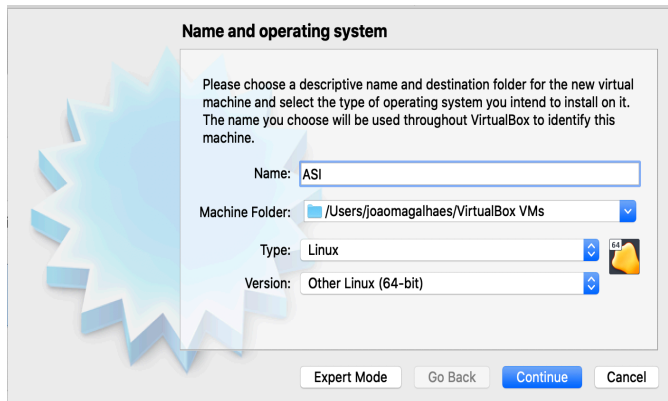 Name and operating system
Please choose a descriptive name and destination folder for the new virtual
machine and select the type of operating system you intend to install on it.
The name you choose will be used throughout VirtualBox to identify this
machine.
Name: ASI
Machine Folder: /Users/joaomagalhaes/VirtualBox VMs
Type: Linux
64
Version: Other Linux (64-bit)
Expert Mode Go Back Continue Cancel